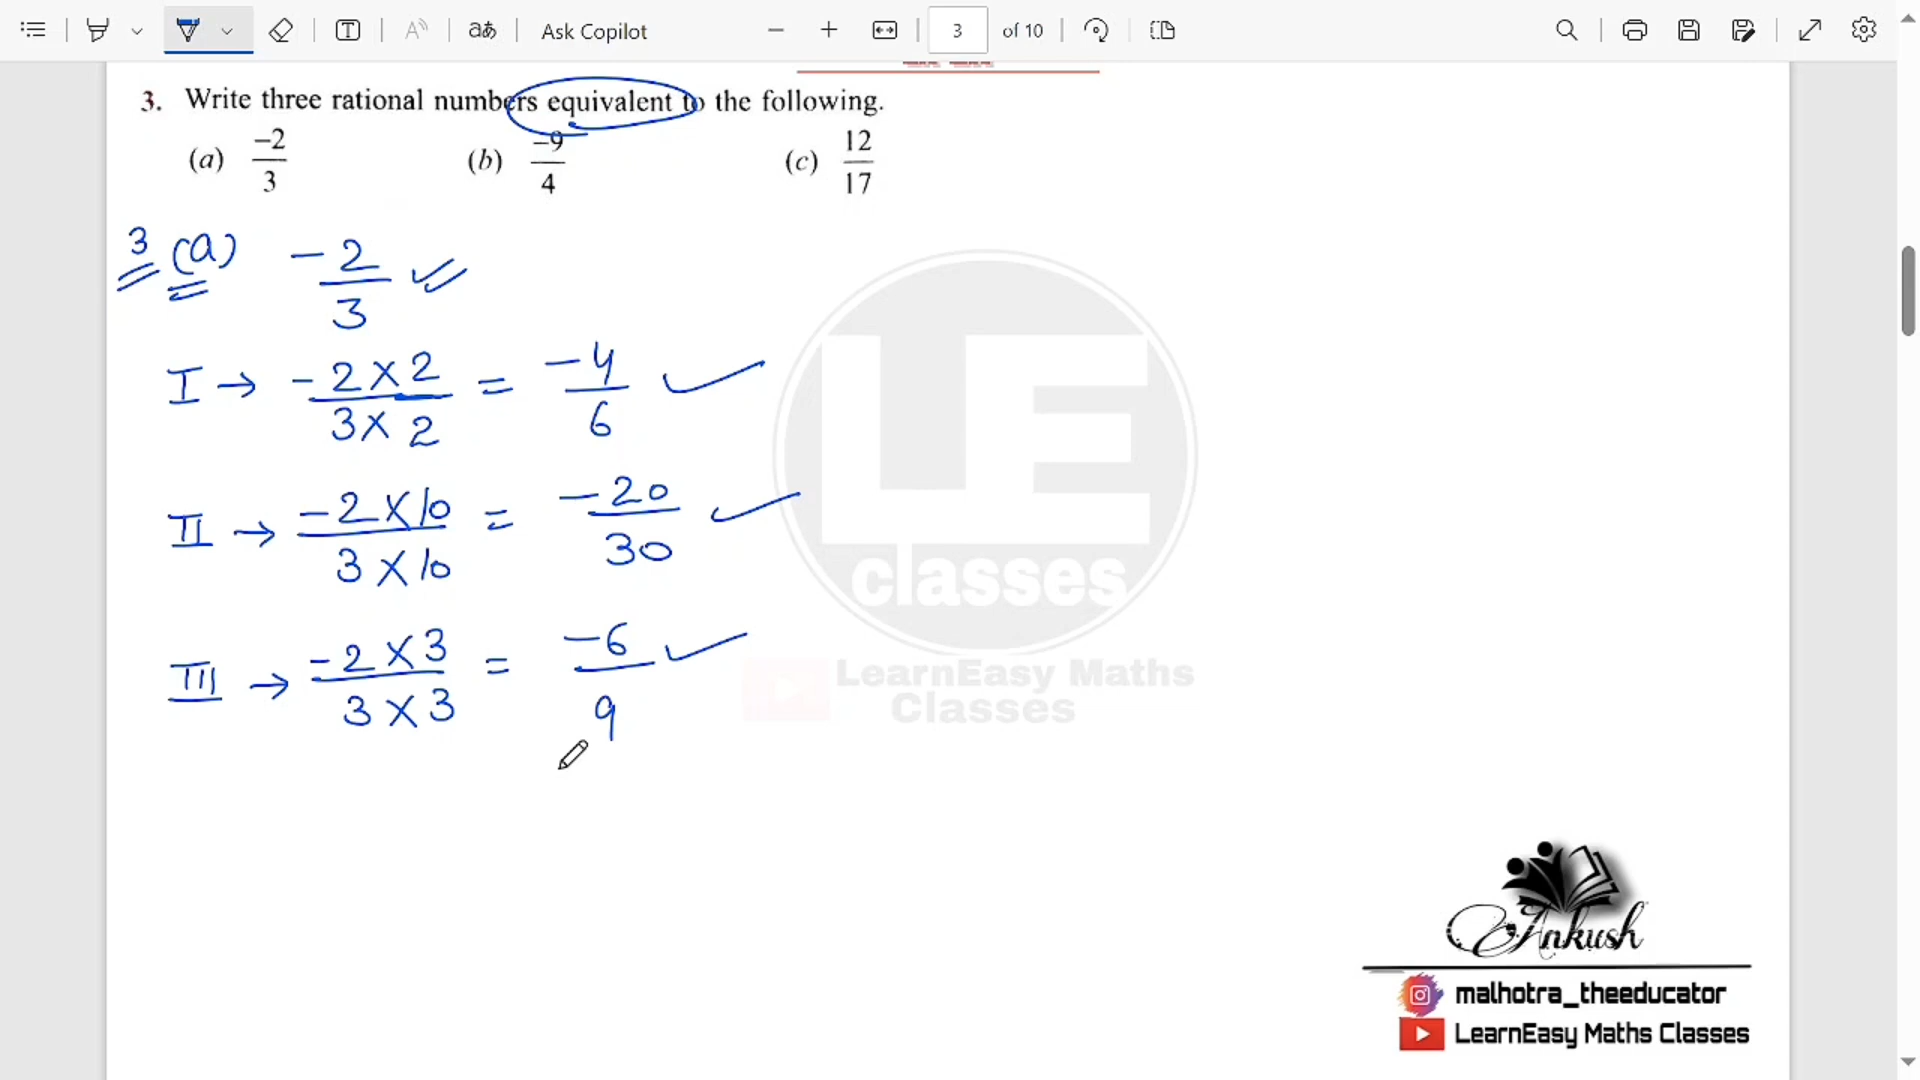 Ask Copilot 3 of 10
3. Write three rational numbers equivalent to the following.
(a) -2/3 (b) -9/4 (c) 12/17
3 (a) -2/3
I → -2×2/3×2 = -4/6
II → -2×10/3×10 = -20/30
III → -2×3/3×3 = -6/9
LE
classes
LearnEasy Maths
Classes
Ankush
malhotra_theeducator
LearnEasy Maths Classes